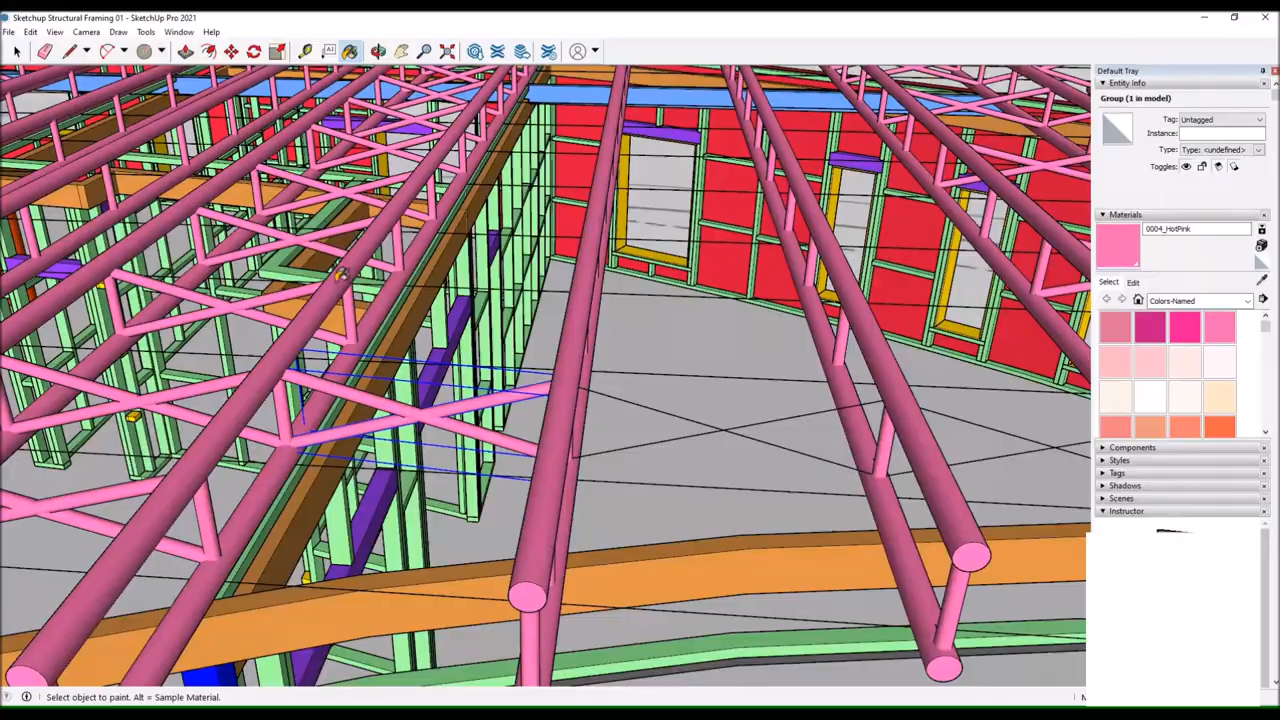 Sketchup Structural Framing 01 - SketchUp Pro 2021
File Edit View Camera Draw Tools Window Help
Default Tray
Entity Info
Group (1 in model)
Tag: Untagged
Instance:
Type: Type: <undefined>
Toggles:
Materials
0004_HotPink
Select Edit
Colors-Named
Components
Styles
Tags
Shadows
Scenes
Instructor
Select object to paint. Alt = Sample Material.